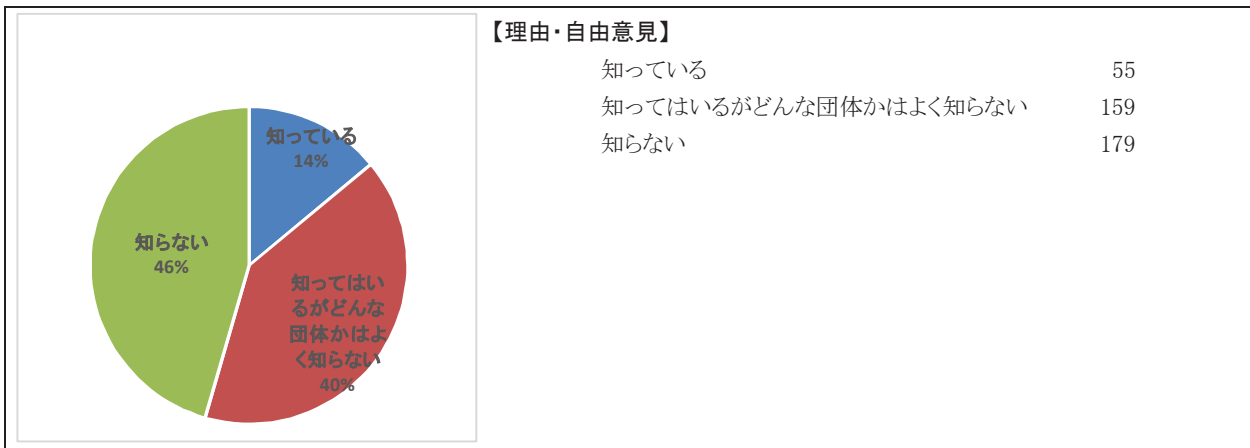 【理由・自由意見】
知っている 55
知ってはいるがどんな団体かはよく知らない 159
知らない 179
知っている
14%
知らない
46%
知ってはい
るがどんな
団体かはよ
く知らない
40%